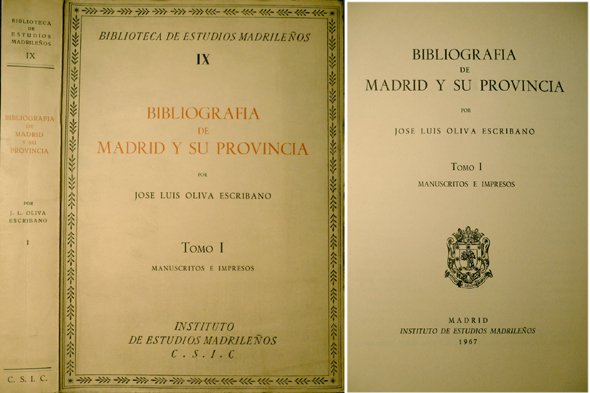 BIBLIOTECA
DE
ESTUDIOS
MADRILEÑOS
IX
BIBLIOGRAFIA
DE
MADRID
Y SU
PROVINCIA
POR
J. L. OLIVA
ESCRIBANO
I
C. S. I. C.
BIBLIOTECA DE ESTUDIOS MADRILEÑOS
IX
BIBLIOGRAFIA
DE
MADRID Y SU PROVINCIA
POR
JOSE LUIS OLIVA ESCRIBANO
TOMO I
MANUSCRITOS E IMPRESOS
INSTITUTO
DE ESTUDIOS MADRILEÑOS
C. S. I. C
BIBLIOGRAFIA
DE
MADRID Y SU PROVINCIA
POR
JOSE LUIS OLIVA ESCRIBANO
TOMO I
MANUSCRITOS E IMPRESOS
MADRID
INSTITUTO DE ESTUDIOS MADRILEÑOS
1967